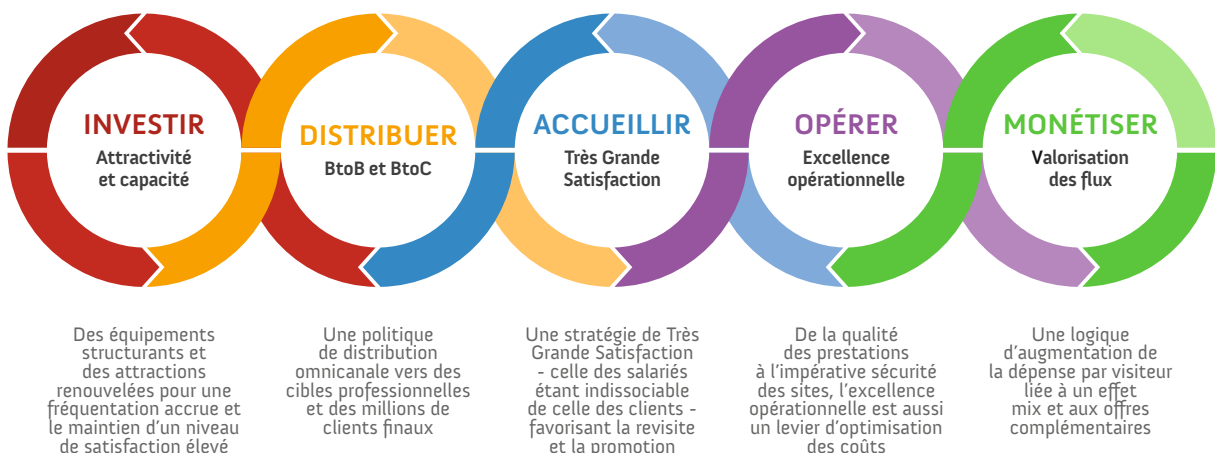 INVESTIR
Attractivité
et capacité
DISTRIBUER
BtoB et BtoC
ACCUEILLIR
Très Grande
Satisfaction
OPÉRER
Excellence
opérationnelle
MONÉTISER
Valorisation
des flux
Des équipements
structurants et
des attractions
renouvelées pour une
fréquentation accrue et
le maintien d'un niveau
de satisfaction élevé
Une politique
de distribution
omnicanale vers des
cibles professionnelles
et des millions de
clients finaux
Une stratégie de Très
Grande Satisfaction
- celle des salariés
étant indissociable
de celle des clients -
favorisant la revisite
et la promotion
De la qualité
des prestations
à l'impérative sécurité
des sites, l'excellence
opérationnelle est aussi
un levier d'optimisation
des coûts
Une logique
d'augmentation de
la dépense par visiteur
liée à un effet
mix et aux offres
complémentaires